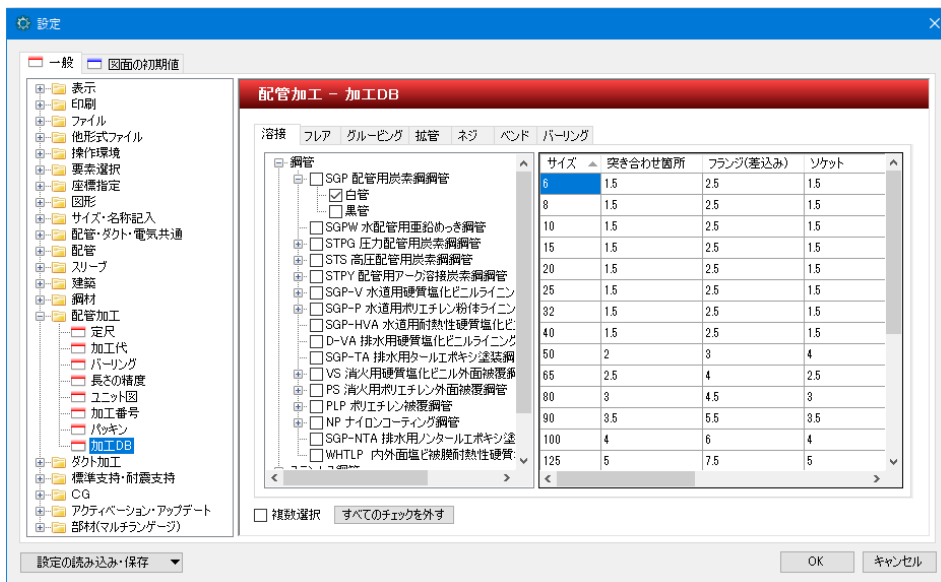 設定
一般 図面の初期値
表示
印刷
ファイル
他形式ファイル
操作環境
要素選択
座標指定
図形
サイズ・名称記入
配管・ダクト・電気共通
配管
スリーブ
建築
鋼材
配管加工
定尺
加工代
バーリング
長さの精度
ユニット図
加工番号
パッキン
加工DB
ダクト加工
標準支持・耐震支持
CG
アクティベーション・アップデート
部材(マルチランゲージ)
配管加工 － 加工DB
溶接 フレア グルービング 拡管 ネジ ベンド バーリング
鋼管
SGP 配管用炭素鋼鋼管
白管
黒管
SGPW 水配管用亜鉛めっき鋼管
STPG 圧力配管用炭素鋼鋼管
STS 高圧配管用炭素鋼鋼管
STPY 配管用アーク溶接炭素鋼鋼管
SGP-V 水道用硬質塩化ビニルライニン
SGP-P 水道用ポリエチレン粉体ライニン
SGP-HVA 水道用耐熱性硬質塩化ビ
D-VA 排水用硬質塩化ビニルライニング
SGP-TA 排水用タールエポキシ塗装鋼
VS 消火用硬質塩化ビニル外面被覆鋼
PS 消火用ポリエチレン外面被覆鋼管
PLP ポリエチレン被覆鋼管
NP ナイロンコーティング鋼管
SGP-NTA 排水用ノンタールエポキシ塗
WHTLP 内外面塩ビ被膜耐熱性硬質
サイズ 突き合わせ箇所 フランジ(差込み) ソケット
6 1.5 2.5 1.5
8 1.5 2.5 1.5
10 1.5 2.5 1.5
15 1.5 2.5 1.5
20 1.5 2.5 1.5
25 1.5 2.5 1.5
32 1.5 2.5 1.5
40 1.5 2.5 1.5
50 2 3 4
65 2.5 4 2.5
80 3 4.5 3
90 3.5 5.5 3.5
100 4 6 4
125 5 7.5 5
複数選択 すべてのチェックを外す
設定の読み込み・保存 OK キャンセル